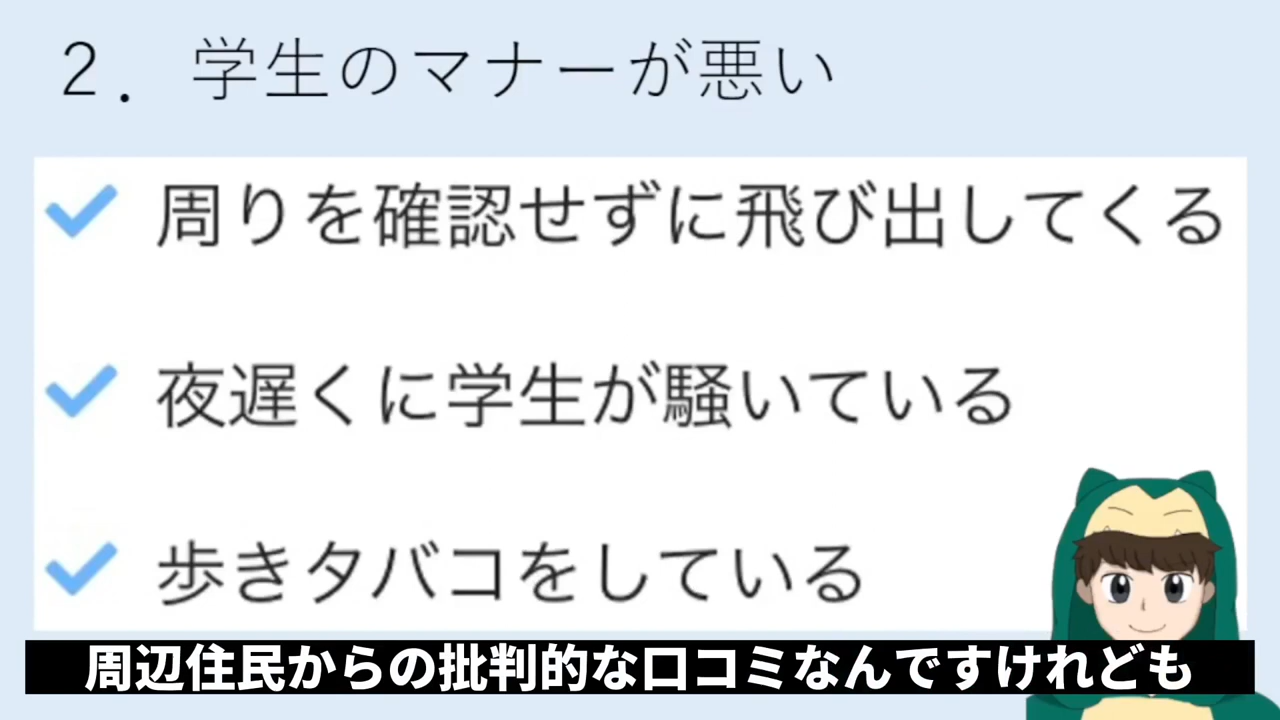 2. 学生のマナーが悪い
周りを確認せずに飛び出してくる
夜遅くに学生が騒いでいる
歩きタバコをしている
周辺住民からの批判的な口コミなんですけれども